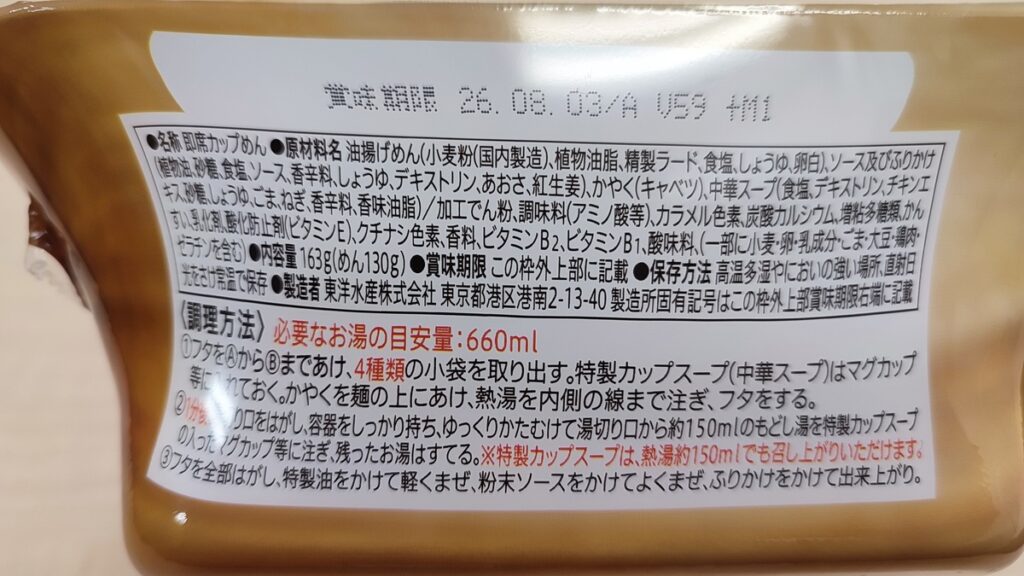 賞味期限 26.08.03/A V59 †M1
●名称 即席カップめん ●原材料名 油揚げめん(小麦粉(国内製造)、植物油脂、精製ラード、食塩、しょうゆ、卵白)、ソース及びふりかけ
(植物油、砂糖、食塩、ソース、香辛料、しょうゆ、デキストリン、あおさ、紅生姜)、かやく(キャベツ)、中華スープ(食塩、デキストリン、チキンエ
キス、砂糖、しょうゆ、ごま、ねぎ、香辛料、香味油脂)／加工でん粉、調味料(アミノ酸等)、カラメル色素、炭酸カルシウム、増粘多糖類、かん
すい、乳化剤、酸化防止剤(ビタミンE)、クチナシ色素、香料、ビタミンB2、ビタミンB1、酸味料、(一部に小麦・卵・乳成分・ごま・大豆・鶏肉・
ゼラチンを含む) ●内容量 163g(めん130g) ●賞味期限 この枠外上部に記載 ●保存方法 高温多湿やにおいの強い場所、直射日
光をさけ常温で保存 ●製造者 東洋水産株式会社 東京都港区港南2-13-40 製造所固有記号はこの枠外上部賞味期限右端に記載
《調理方法》 必要なお湯の目安量：660ml
①フタをⒶからⒷまであけ、4種類の小袋を取り出す。特製カップスープ(中華スープ)はマグカップ
等に れておく。かやくを麺の上にあけ、熱湯を内側の線まで注ぎ、フタをする。
② り口をはがし、容器をしっかり持ち、ゆっくりかたむけて湯切り口から約150mlのもどし湯を特製カップスープ
の入ったマグカップ等に注ぎ、残ったお湯はすてる。※特製カップスープは、熱湯約150mlでも召し上がりいただけます。
③フタを全部はがし、特製油をかけて軽くまぜ、粉末ソースをかけてよくまぜ、ふりかけをかけて出来上がり。